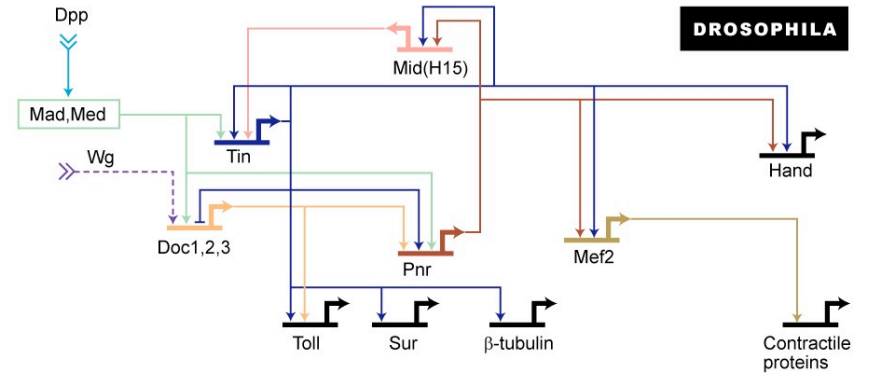 Dpp
DROSOPHILA
Mid(H15)
Mad,Med
Tin
Wg
Hand
Doc1,2,3
Pnr
Mef2
Toll
Sur
β-tubulin
Contractile
proteins